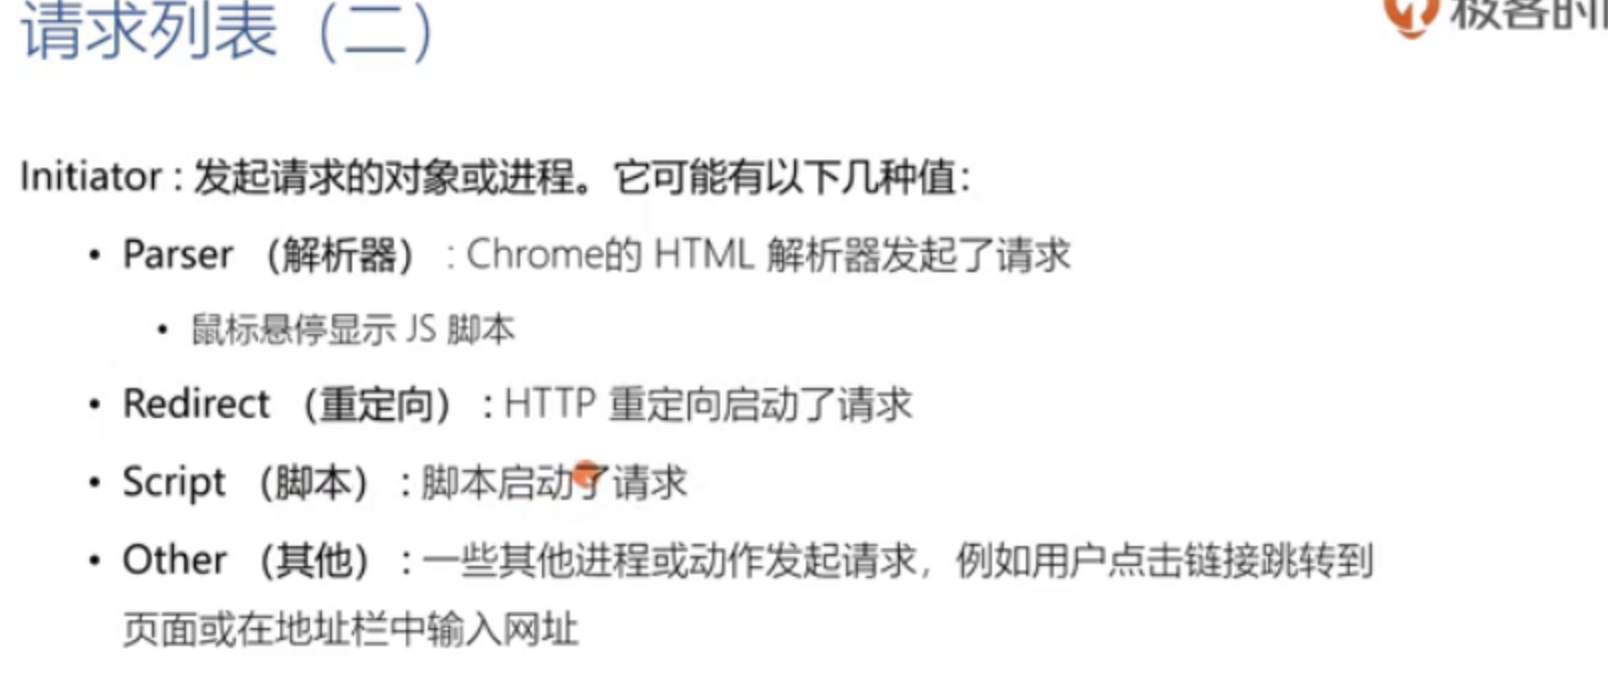 请求列表（二）
极客时
Initiator : 发起请求的对象或进程。它可能有以下几种值：
• Parser （解析器） : Chrome的 HTML 解析器发起了请求
• 鼠标悬停显示 JS 脚本
• Redirect （重定向） : HTTP 重定向启动了请求
• Script （脚本） : 脚本启动了请求
• Other （其他） : 一些其他进程或动作发起请求，例如用户点击链接跳转到
页面或在地址栏中输入网址